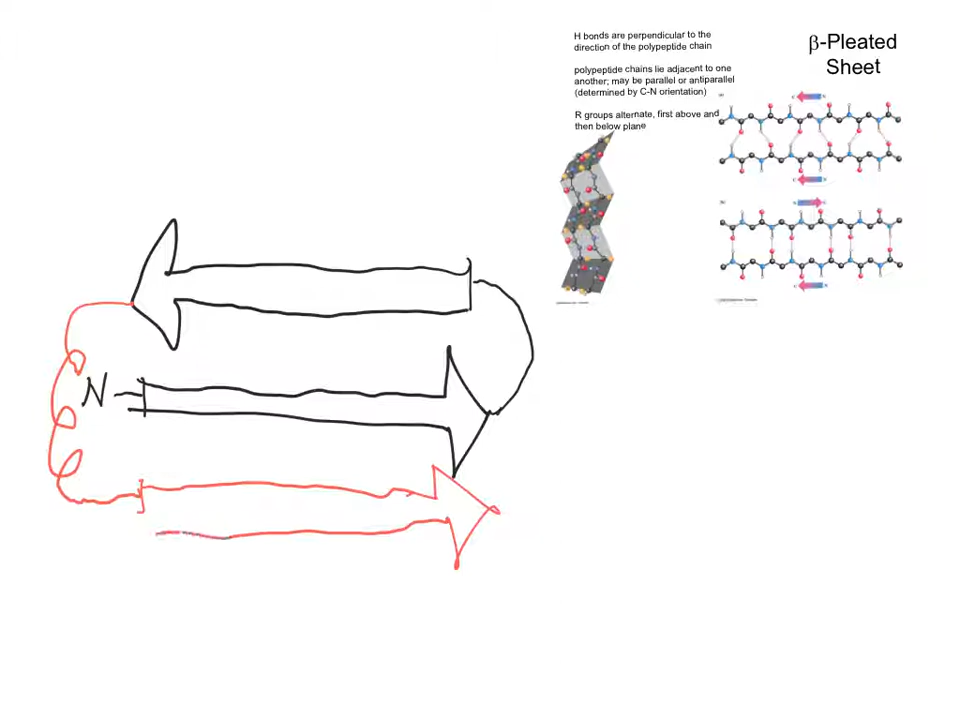 H bonds are perpendicular to the
direction of the polypeptide chain
polypeptide chains lie adjacent to one
another; may be parallel or antiparallel
(determined by C-N orientation)
R groups alternate, first above and
then below plane
β-Pleated
Sheet
N